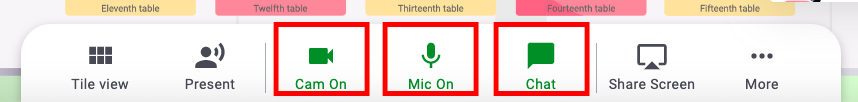 Eleventh table Twelfth table Thirteenth table Fourteenth table Fifteenth table
Tile view Present Cam On Mic On Chat Share Screen More